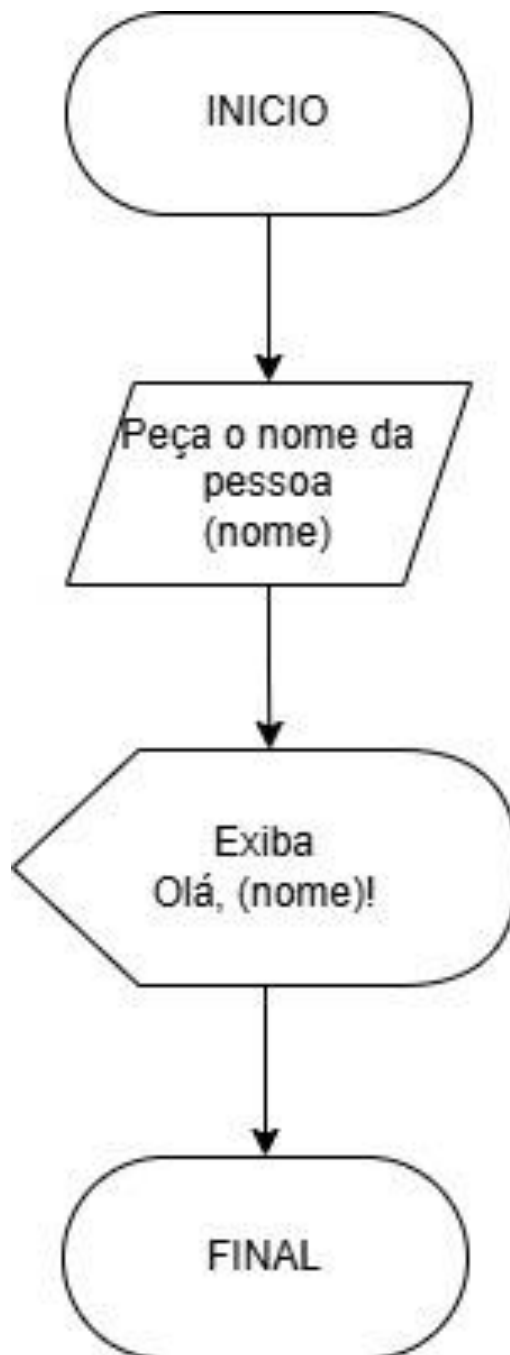 INICIO
Peça o nome da
pessoa
(nome)
Exiba
Olá, (nome)!
FINAL